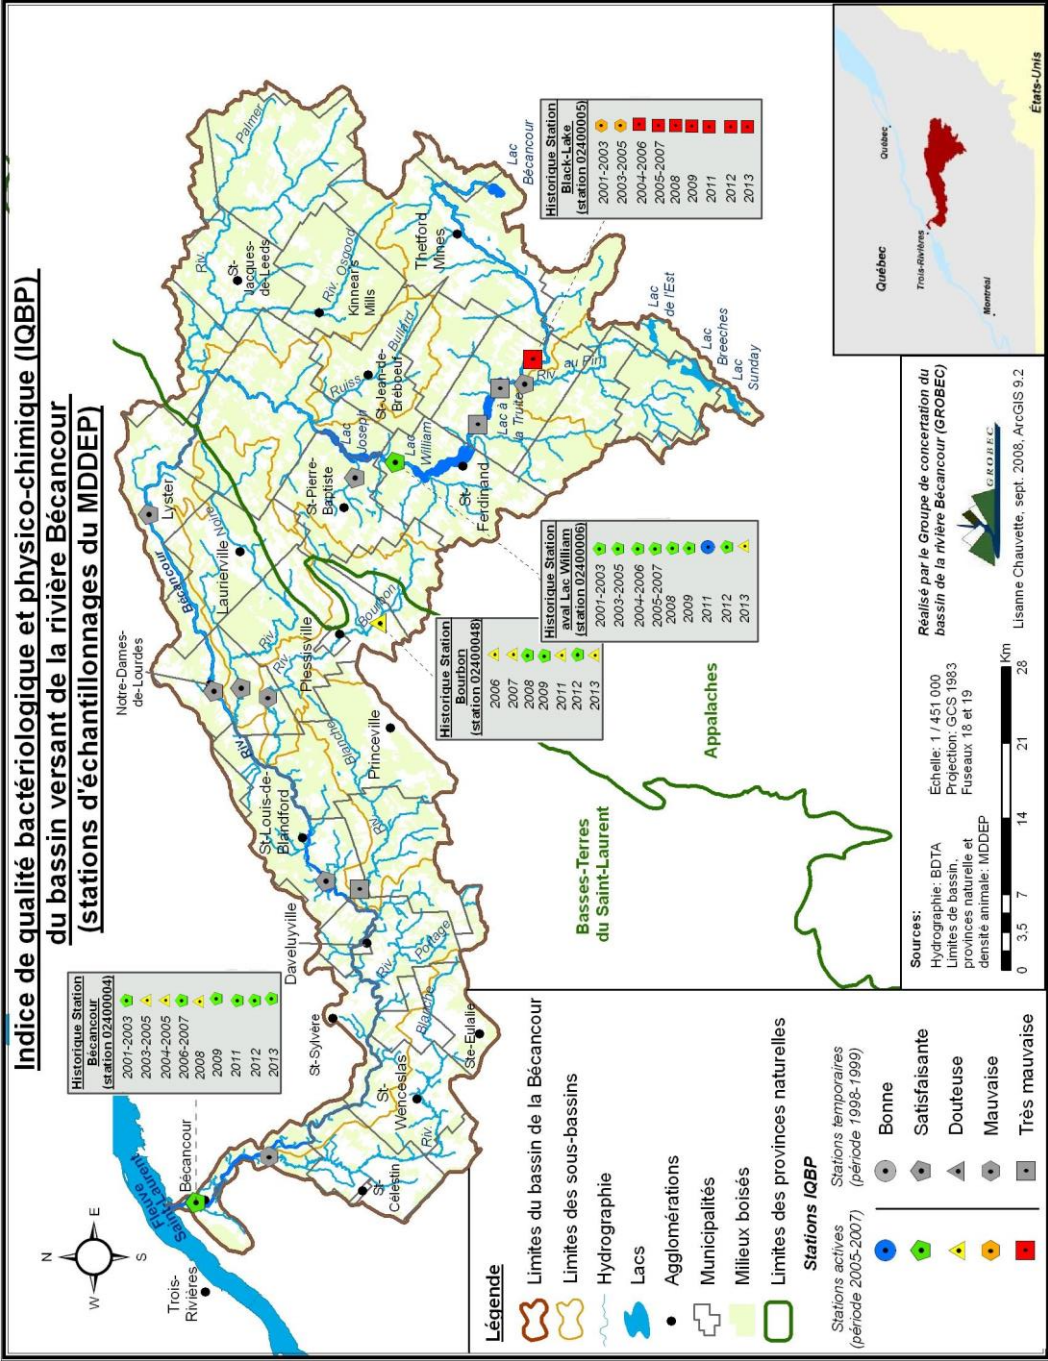 Indice de qualité bactériologique et physico-chimique (IQBP)
du bassin versant de la rivière Bécancour
(stations d'échantillonnages du MDDEP)
N
W
E
S
Trois-
Rivières
Fleuve
Saint-Laurent
Bécancour
Historique Station
Bécancour
(station 02400004)
2001-2003
2003-2005
2004-2005
2006-2007
2008
2009
2011
2012
2013
St-Sylvère
St-
Célestin
St-
Wenceslas
Riv.
Blanche
Ste-Eulalie
Daveluyville
Riv.
Portage
St-Louis-de-
Blandford
Riv.
Blanche
Princeville
Riv.
Bécancour
Notre-Dames-
de-Lourdes
Riv.
Riv.
Noire
Laurierville
Lyster
Plessisville
Bourbon
St-Pierre-
Baptiste
Lac
Joseph
Lac
William
St-
Ferdinand
St-Jean-de-
Bréboeuf
Ruiss
Bullard
Lac à
la Truite
Riv.
au Pin
Riv.
Palmer
St-
Jacques-
de-Leeds
Riv. Osgood
Kinnear's
Mills
Thetford
Mines
Lac
Bécancour
Lac
de l'Est
Lac
Breeches
Lac
Sunday
Historique Station
Bourbon
(station 02400048)
2006
2007
2008
2009
2011
2012
2013
Historique Station
aval Lac William
(station 02400006)
2001-2003
2003-2005
2004-2006
2005-2007
2008
2009
2011
2012
2013
Historique Station
Black-Lake
(station 02400005)
2001-2003
2003-2005
2004-2006
2005-2007
2008
2009
2011
2012
2013
Basses-Terres
du Saint-Laurent
Appalaches
Légende
Limites du bassin de la Bécancour
Limites des sous-bassins
Hydrographie
Lacs
Agglomérations
Municipalités
Milieux boisés
Limites des provinces naturelles
Stations IQBP
Stations actives
(période 2005-2007)
Stations temporaires
(période 1998-1999)
Bonne
Satisfaisante
Douteuse
Mauvaise
Très mauvaise
Sources:
Hydrographie: BDTA
Limites de bassin,
provinces naturelle et
densité animale: MDDEP
Échelle: 1 / 451 000
Projection: GCS 1983
Fuseaux 18 et 19
0 3,5 7 14 21 28
Km
Réalisé par le Groupe de concertation du
bassin de la rivière Bécancour (GROBEC)
GROBEC
Lisanne Chauvette, sept. 2008, ArcGIS 9.2
Québec
Québec
Trois-Rivières
Montréal
États-Unis